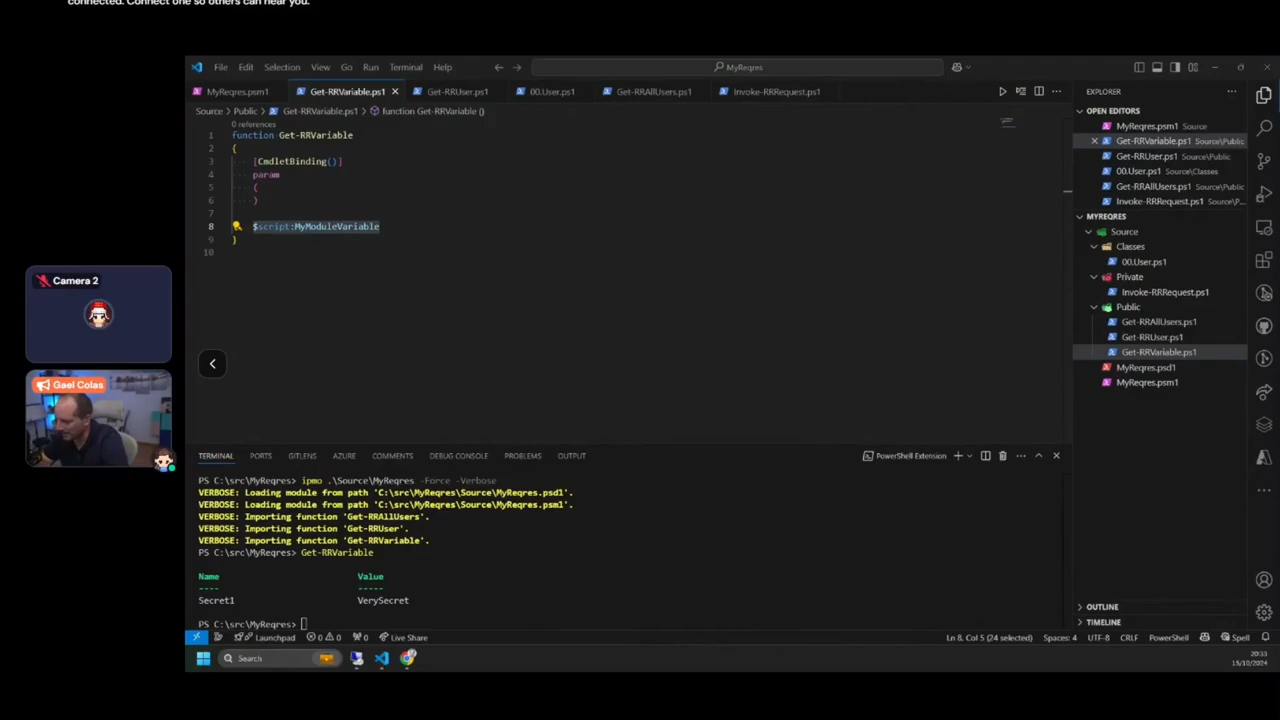 connected. Connect one so others can hear you.
File Edit Selection View Go Run Terminal Help
MyReqres
MyReqres.psm1
Get-RRVariable.ps1
Get-RRUser.ps1
00.User.ps1
Get-RRAllUsers.ps1
Invoke-RRRequest.ps1
Source > Public > Get-RRVariable.ps1 > function Get-RRVariable ()
0 references
1 function Get-RRVariable
2 {
3 [CmdletBinding()]
4 param
5 (
6 )
7
8 $script:MyModuleVariable
9 }
10
EXPLORER
OPEN EDITORS
MyReqres.psm1 Source
Get-RRVariable.ps1 Source\Public
Get-RRUser.ps1 Source\Public
00.User.ps1 Source\Classes
Get-RRAllUsers.ps1 Source\Public
Invoke-RRRequest.ps1 Source\P...
MYREQRES
Source
Classes
00.User.ps1
Private
Invoke-RRRequest.ps1
Public
Get-RRAllUsers.ps1
Get-RRUser.ps1
Get-RRVariable.ps1
MyReqres.psd1
MyReqres.psm1
OUTLINE
TIMELINE
Camera 2
Gael Colas
TERMINAL PORTS GITLENS AZURE COMMENTS DEBUG CONSOLE PROBLEMS OUTPUT
PowerShell Extension
PS C:\src\MyReqres> ipmo .\Source\MyReqres -Force -Verbose
VERBOSE: Loading module from path 'C:\src\MyReqres\Source\MyReqres.psd1'.
VERBOSE: Loading module from path 'C:\src\MyReqres\Source\MyReqres.psm1'.
VERBOSE: Importing function 'Get-RRAllUsers'.
VERBOSE: Importing function 'Get-RRUser'.
VERBOSE: Importing function 'Get-RRVariable'.
PS C:\src\MyReqres> Get-RRVariable
Name Value
---- -----
Secret1 VerySecret
PS C:\src\MyReqres>
Launchpad 0 0 0 Live Share
Ln 8, Col 5 (24 selected) Spaces: 4 UTF-8 CRLF PowerShell Spell
Search
20:33
15/10/2024